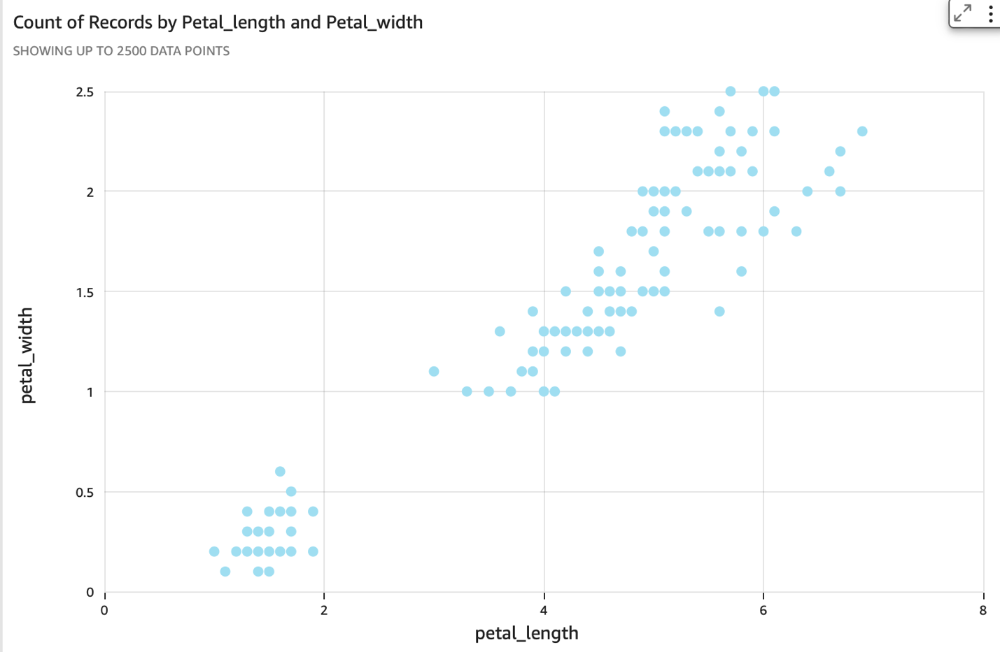 Count of Records by Petal_length and Petal_width
SHOWING UP TO 2500 DATA POINTS
2.5
2
1.5
1
0.5
0
petal_width
0 2 4 6 8
petal_length